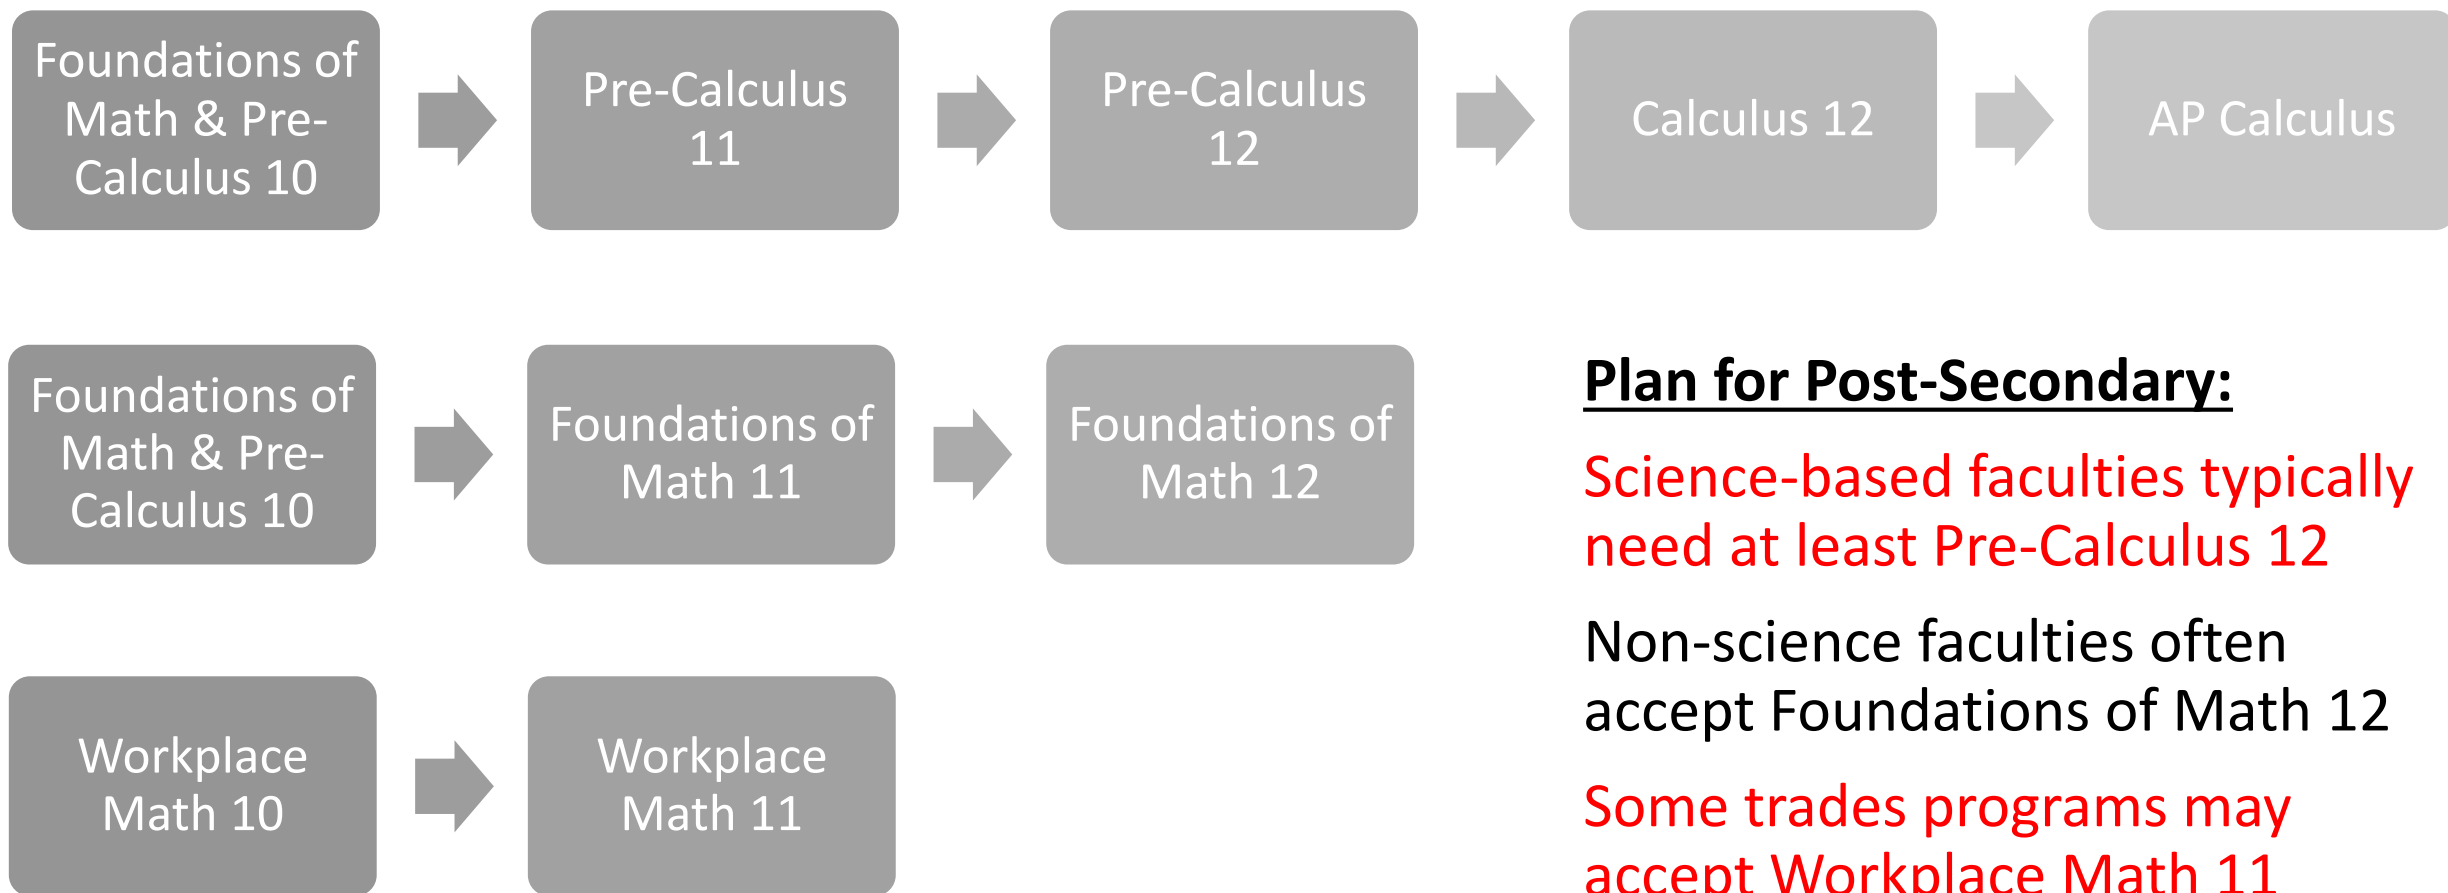 Foundations of
Math & Pre-
Calculus 10
Pre-Calculus
11
Pre-Calculus
12
Calculus 12
AP Calculus
Foundations of
Math & Pre-
Calculus 10
Foundations of
Math 11
Foundations of
Math 12
Workplace
Math 10
Workplace
Math 11
Plan for Post-Secondary:
Science-based faculties typically
need at least Pre-Calculus 12
Non-science faculties often
accept Foundations of Math 12
Some trades programs may
accept Workplace Math 11